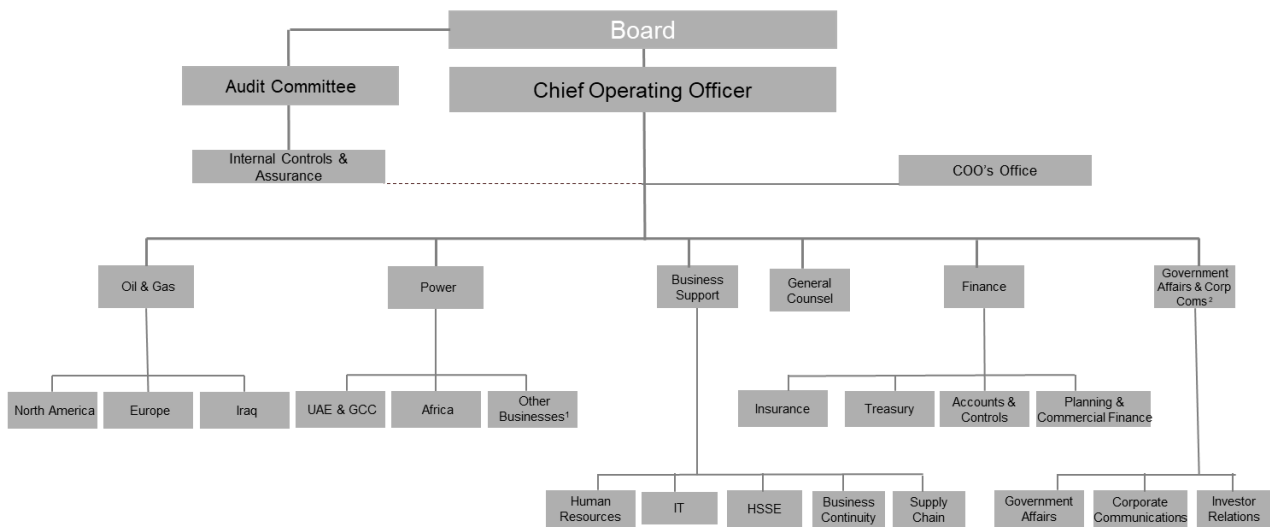 Board
Audit Committee
Chief Operating Officer
Internal Controls &
Assurance
COO's Office
Oil & Gas
Power
Business
Support
General
Counsel
Finance
Government
Affairs & Corp
Coms²
North America
Europe
Iraq
UAE & GCC
Africa
Other
Businesses¹
Insurance
Treasury
Accounts &
Controls
Planning &
Commercial Finance
Human
Resources
IT
HSSE
Business
Continuity
Supply
Chain
Government
Affairs
Corporate
Communications
Investor
Relations